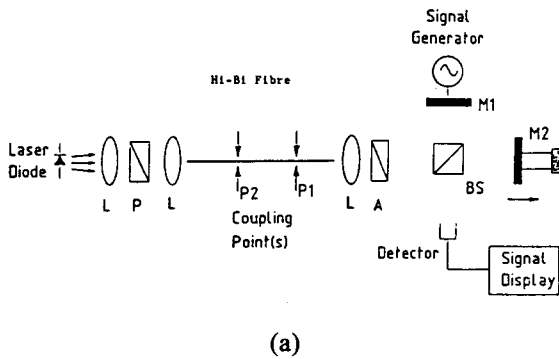 Signal
Generator
Hi-Bi Fibre
M1
M2
Laser
Diode
P2
P1
BS
L
P
L
Coupling
Point(s)
L
A
Detector
Signal
Display
(a)